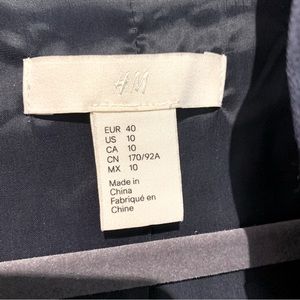 H&M
EUR 40
US 10
CA 10
CN 170/92A
MX 10
Made in
China
Fabriqué en
Chine